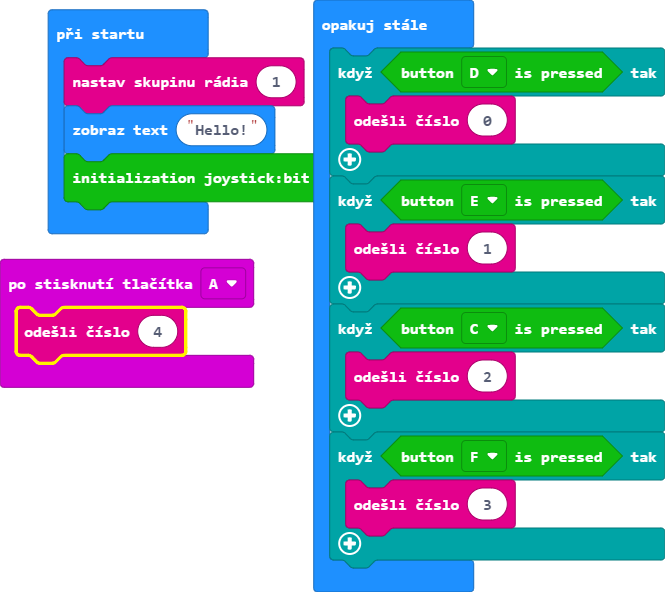 při startu
nastav skupinu rádia 1
zobraz text "Hello!"
initialization joystick:bit
po stisknutí tlačítka A
odešli číslo 4
opakuj stále
když button D is pressed tak
odešli číslo 0
když button E is pressed tak
odešli číslo 1
když button C is pressed tak
odešli číslo 2
když button F is pressed tak
odešli číslo 3